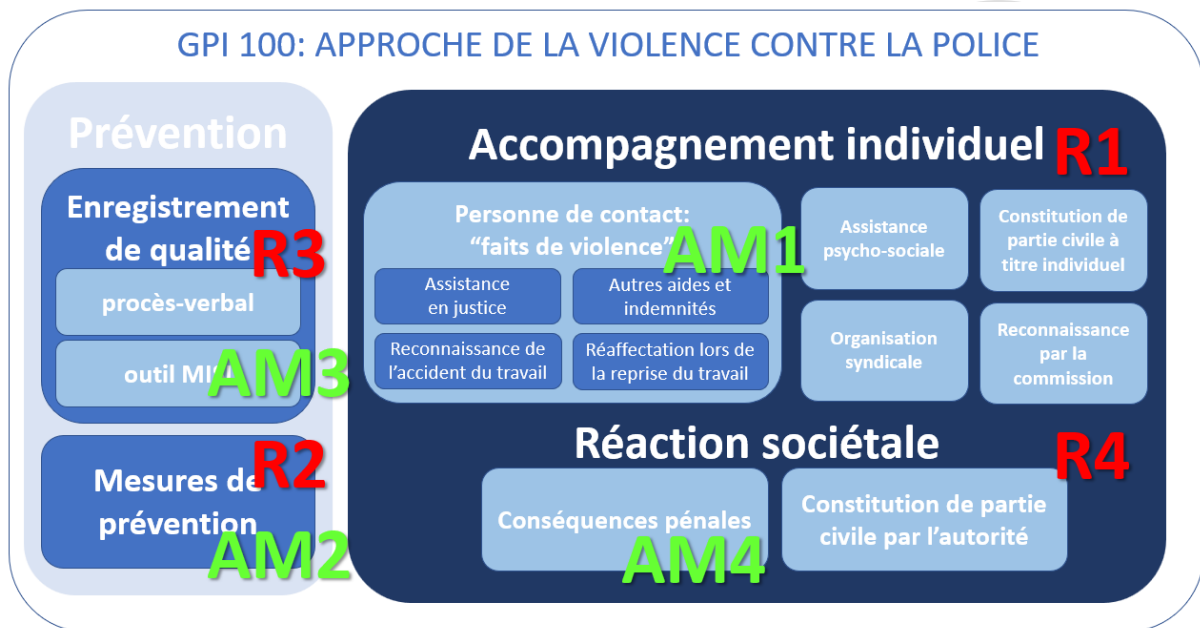 GPI 100: APPROCHE DE LA VIOLENCE CONTRE LA POLICE
Prévention
Enregistrement
de qualité
R3
procès-verbal
outil
AM3
R2
Mesures de
prévention
AM2
Accompagnement individuel
R1
Personne de contact:
“faits de violence”
AM1
Assistance
en justice
Autres aides et
indemnités
Reconnaissance de
l’accident du travail
Réaffectation lors de
la reprise du travail
Assistance
psycho-sociale
Constitution de
partie civile à
titre individuel
Organisation
syndicale
Reconnaissance
par la
commission
Réaction sociétale
R4
Conséquences pénales
AM4
Constitution de partie
civile par l’autorité